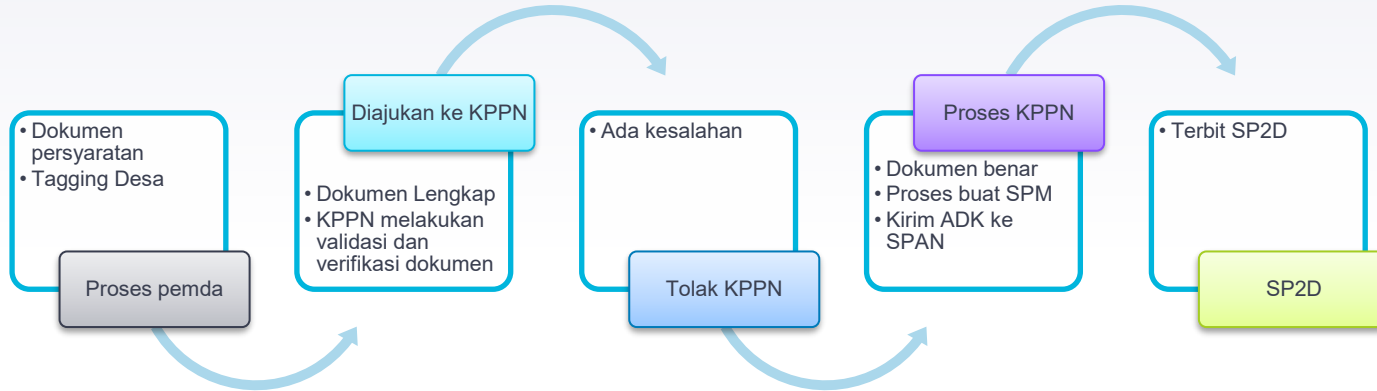 • Dokumen
persyaratan
• Tagging Desa
Proses pemda
Diajukan ke KPPN
• Dokumen Lengkap
• KPPN melakukan
validasi dan
verifikasi dokumen
• Ada kesalahan
Tolak KPPN
Proses KPPN
• Dokumen benar
• Proses buat SPM
• Kirim ADK ke
SPAN
• Terbit SP2D
SP2D